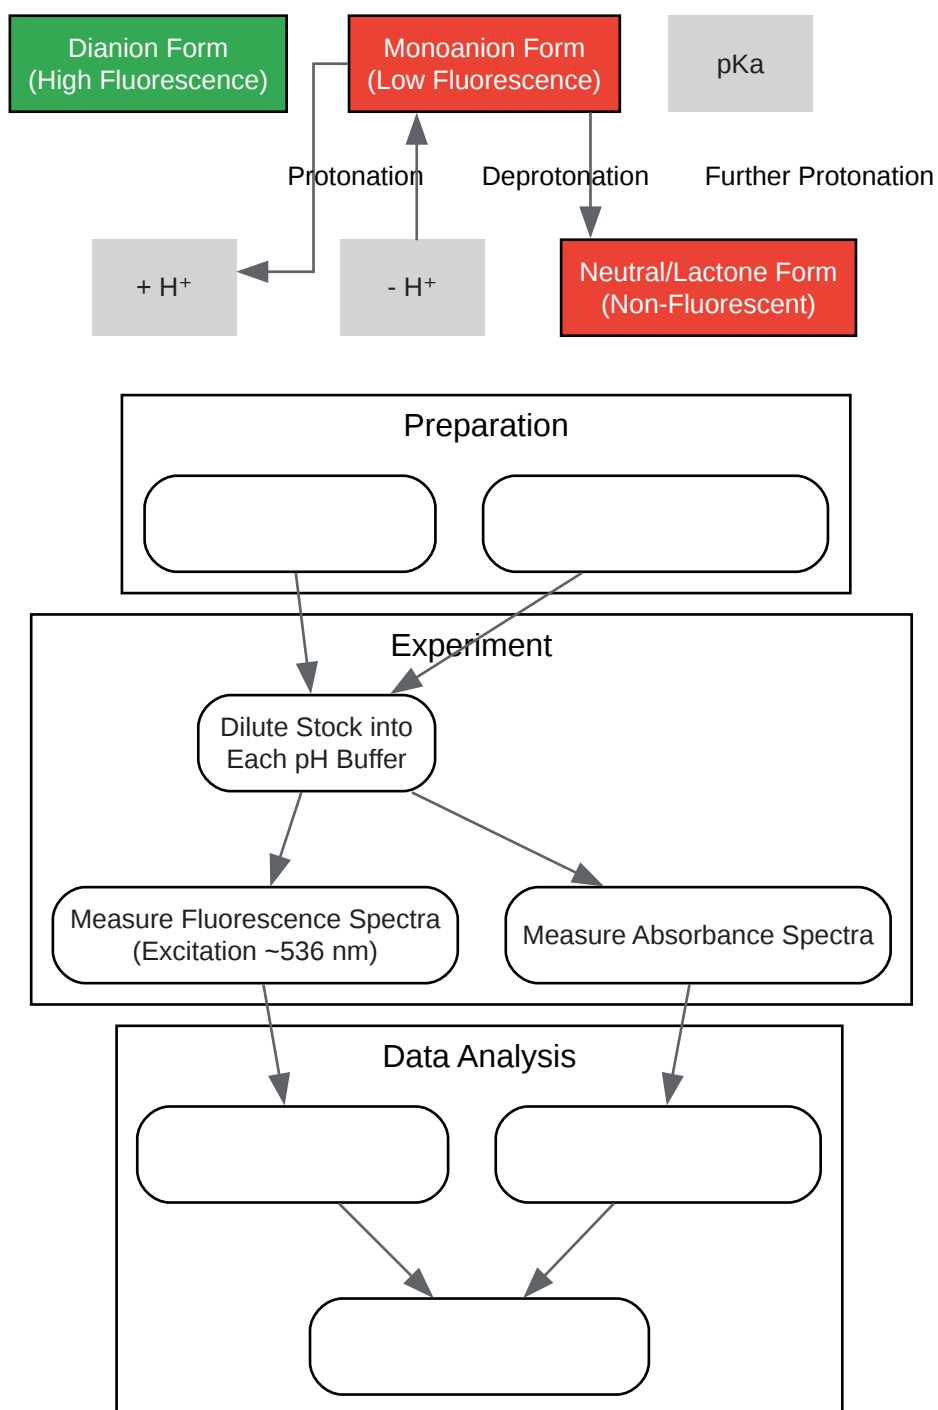 Dianion Form
(High Fluorescence)
Monoanion Form
(Low Fluorescence)
pKa
Protonation
Deprotonation
Further Protonation
+ H⁺
- H⁺
Neutral/Lactone Form
(Non-Fluorescent)
Preparation
Experiment
Dilute Stock into
Each pH Buffer
Measure Fluorescence Spectra
(Excitation ~536 nm)
Measure Absorbance Spectra
Data Analysis